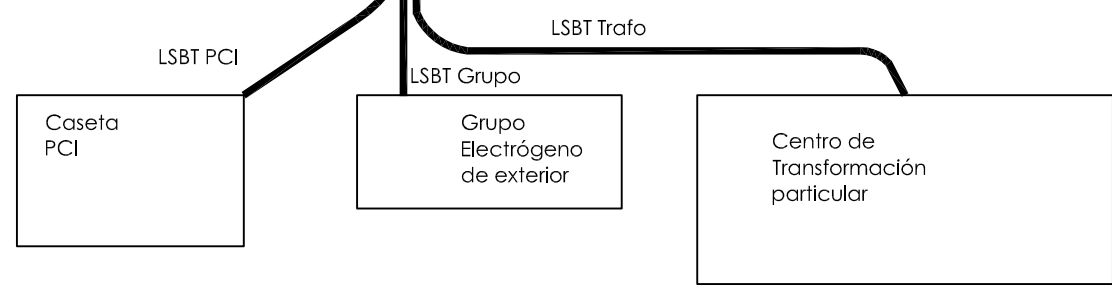 LSBT Trafo
LSBT PCI
LSBT Grupo
Caseta
PCI
Grupo
Electrógeno
de exterior
Centro de
Transformación
particular